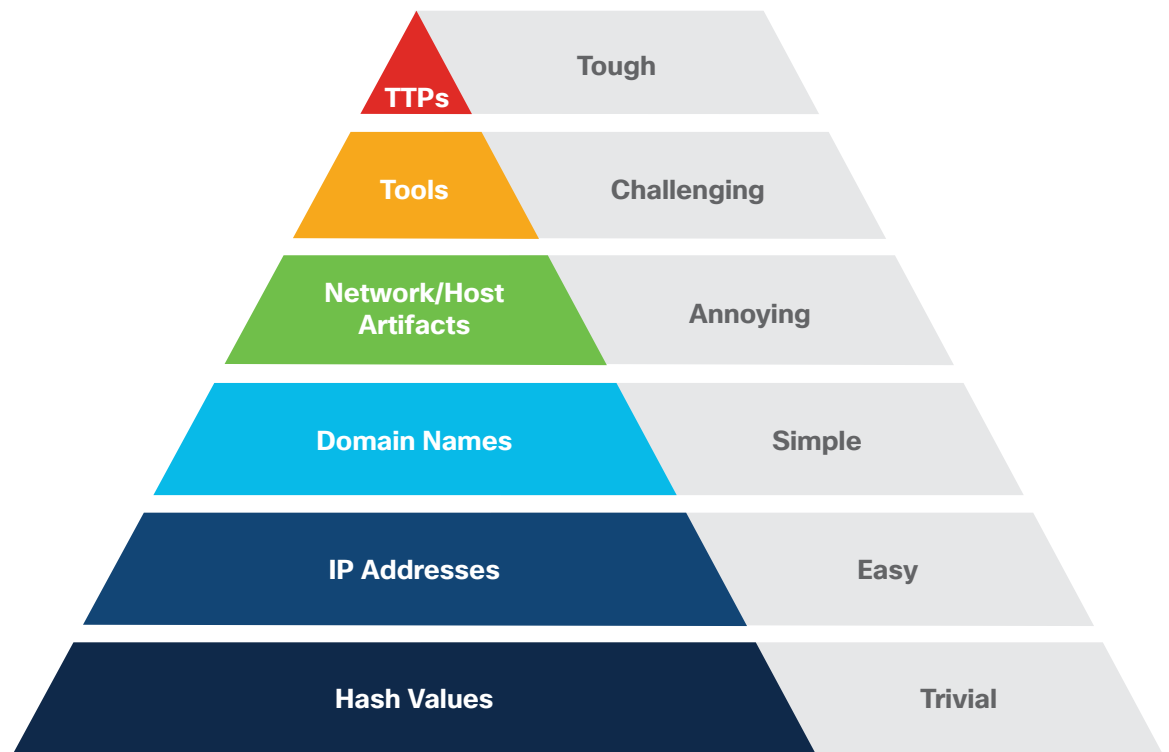 TTPs
Tough
Tools
Challenging
Network/Host
Artifacts
Annoying
Domain Names
Simple
IP Addresses
Easy
Hash Values
Trivial